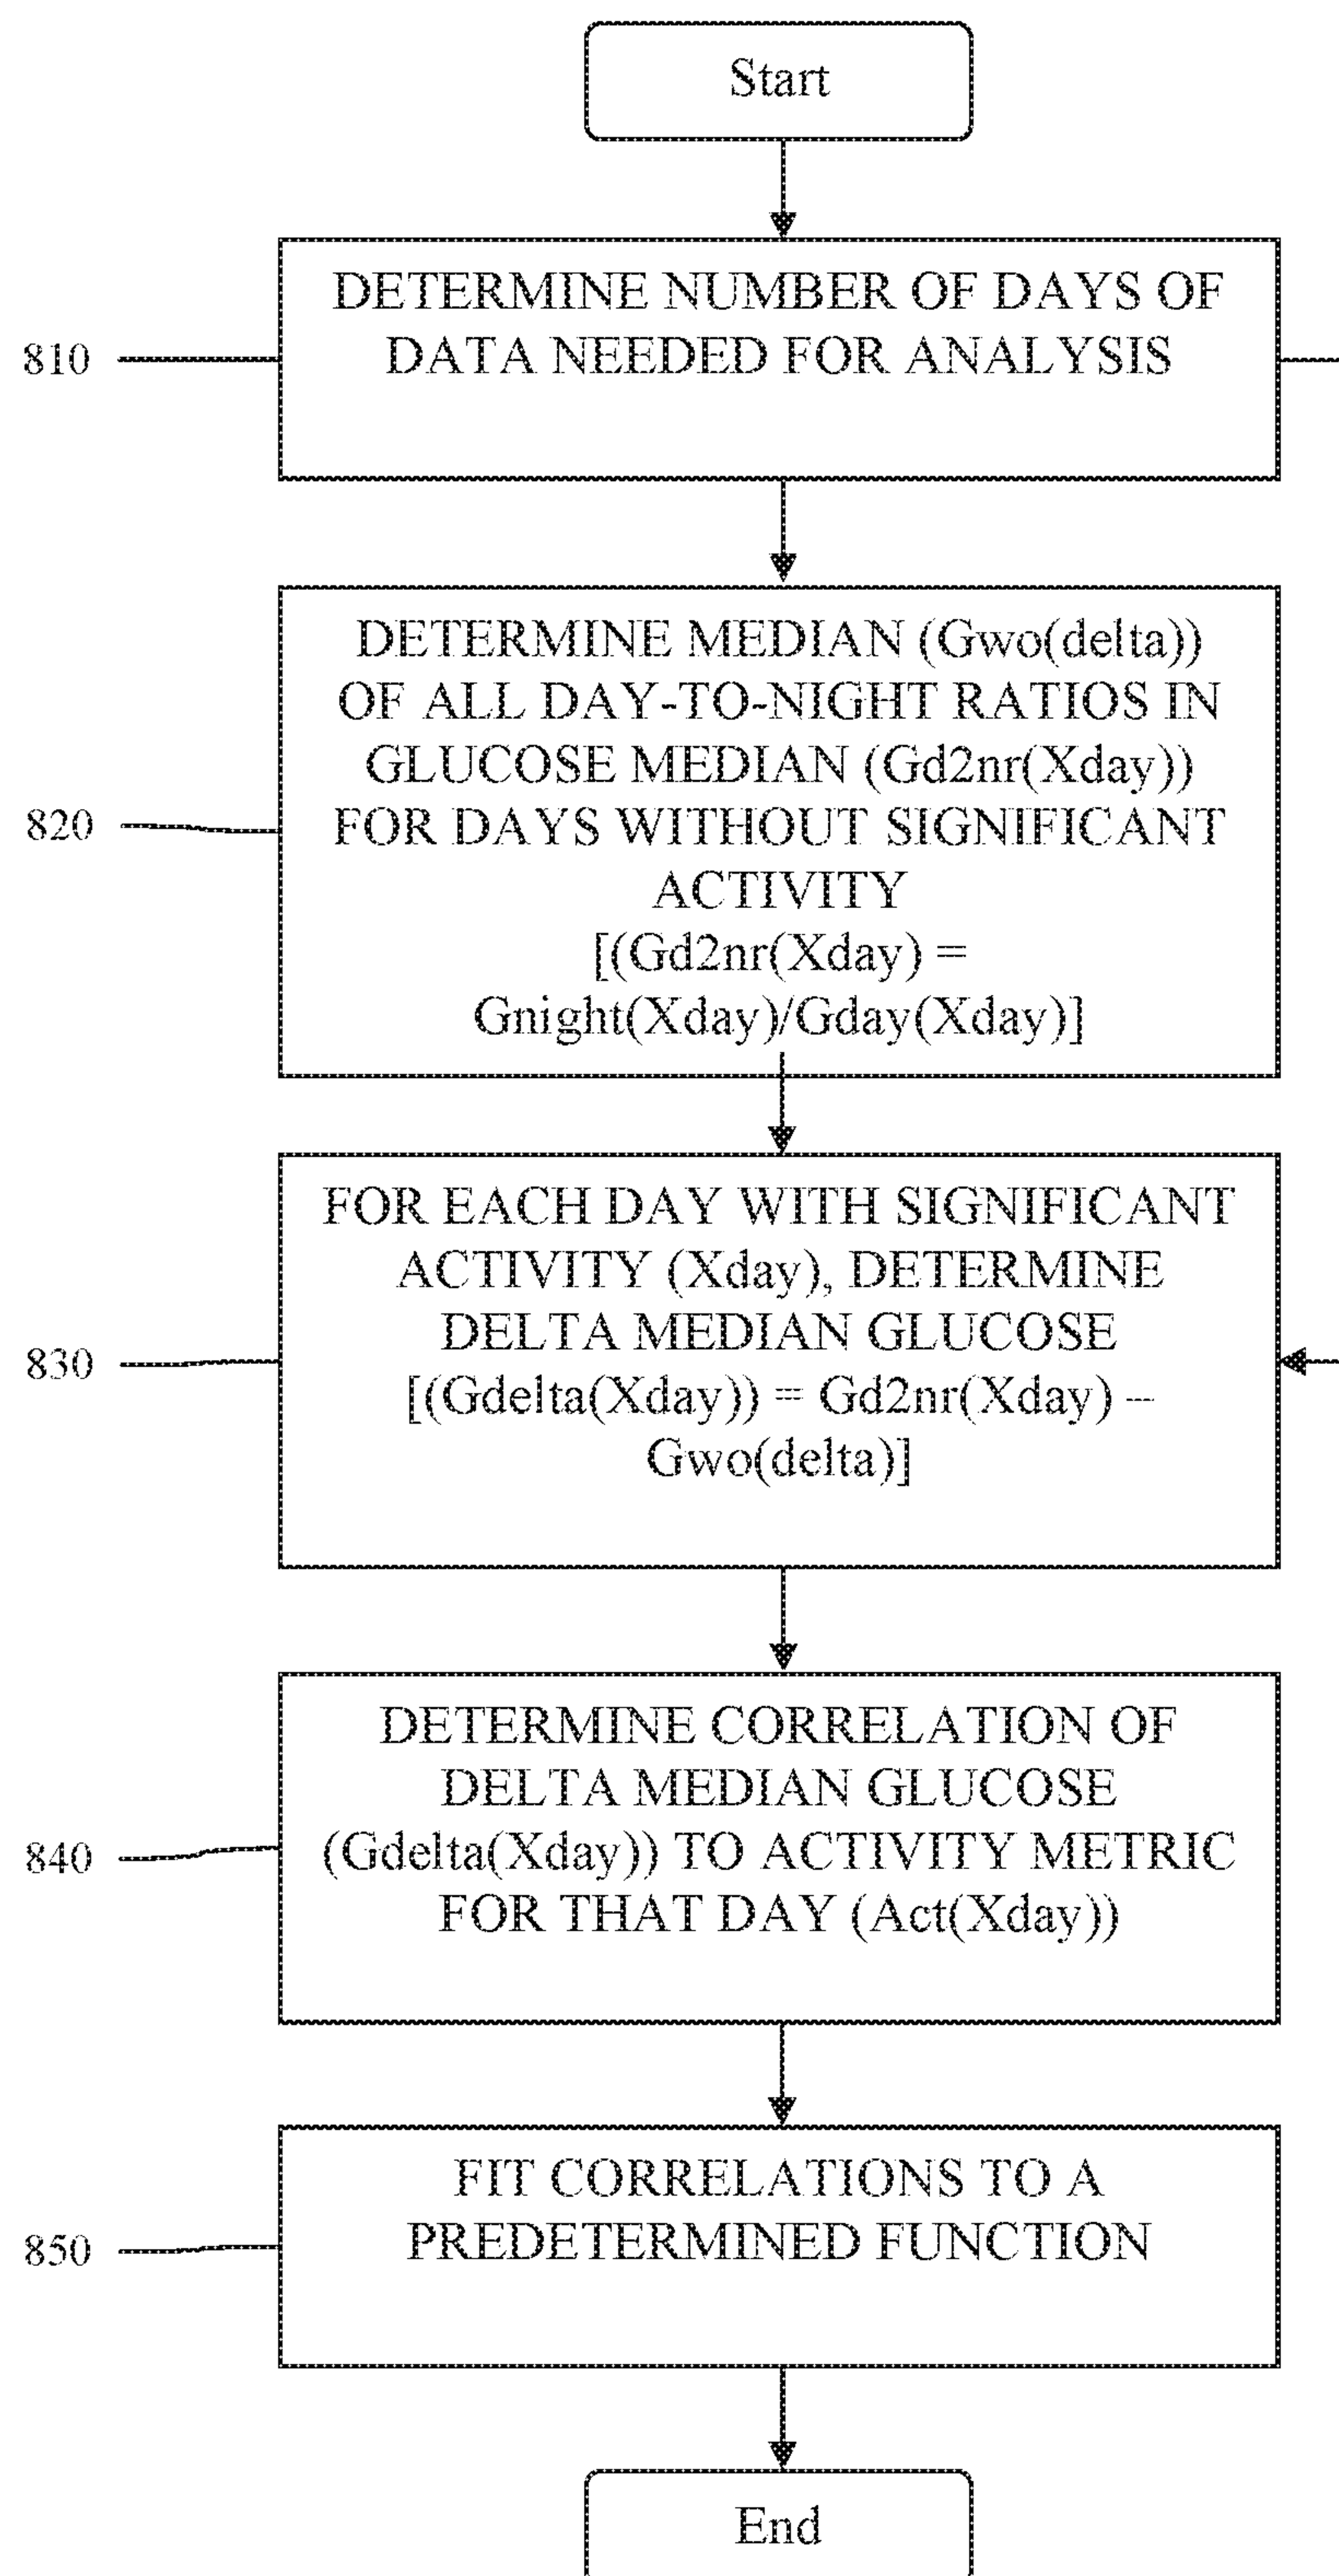 Start
810
DETERMINE NUMBER OF DAYS OF
DATA NEEDED FOR ANALYSIS
820
DETERMINE MEDIAN (Gwo(delta))
OF ALL DAY-TO-NIGHT RATIOS IN
GLUCOSE MEDIAN (Gd2nr(Xday))
FOR DAYS WITHOUT SIGNIFICANT
ACTIVITY
[(Gd2nr(Xday) =
Gnight(Xday)/Gday(Xday)]
830
FOR EACH DAY WITH SIGNIFICANT
ACTIVITY (Xday), DETERMINE
DELTA MEDIAN GLUCOSE
[(Gdelta(Xday)) = Gd2nr(Xday) –
Gwo(delta)]
840
DETERMINE CORRELATION OF
DELTA MEDIAN GLUCOSE
(Gdelta(Xday)) TO ACTIVITY METRIC
FOR THAT DAY (Act(Xday))
850
FIT CORRELATIONS TO A
PREDETERMINED FUNCTION
End